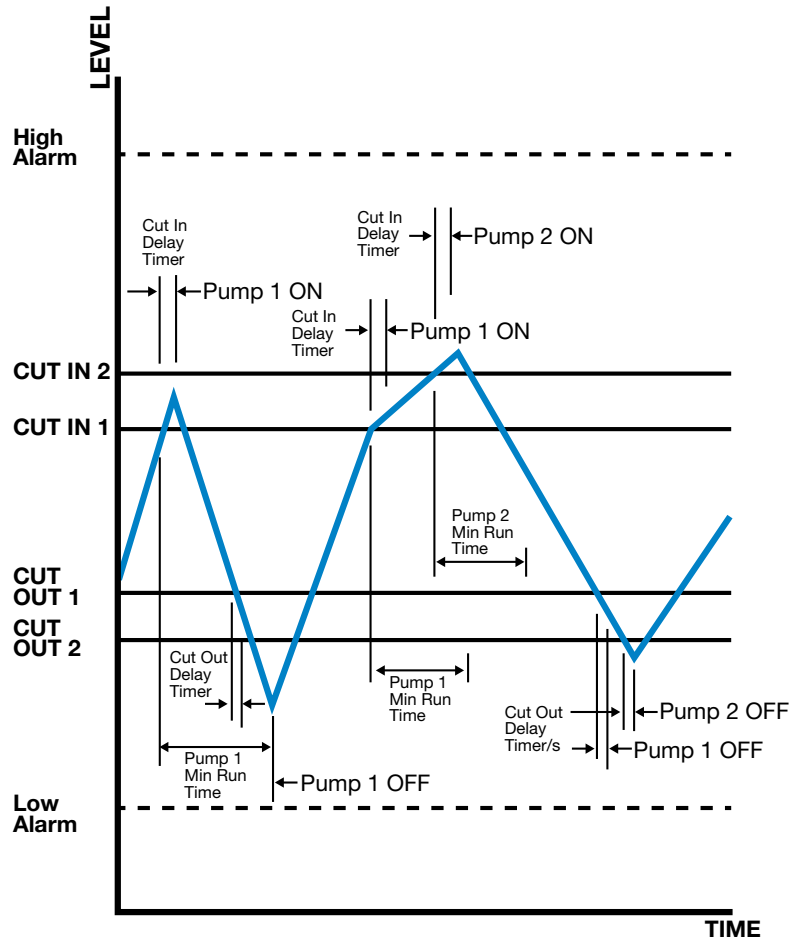 LEVEL
High
Alarm
Cut In
Delay
Timer
Pump 1 ON
Cut In
Delay
Timer
Pump 2 ON
Cut In
Delay
Timer
Pump 1 ON
CUT IN 2
CUT IN 1
Pump 2
Min Run
Time
CUT
OUT 1
CUT
OUT 2
Cut Out
Delay
Timer
Pump 1
Min Run
Time
Cut Out
Delay
Timer/s
Pump 2 OFF
Pump 1 OFF
Pump 1
Min Run
Time
Pump 1 OFF
Low
Alarm
TIME